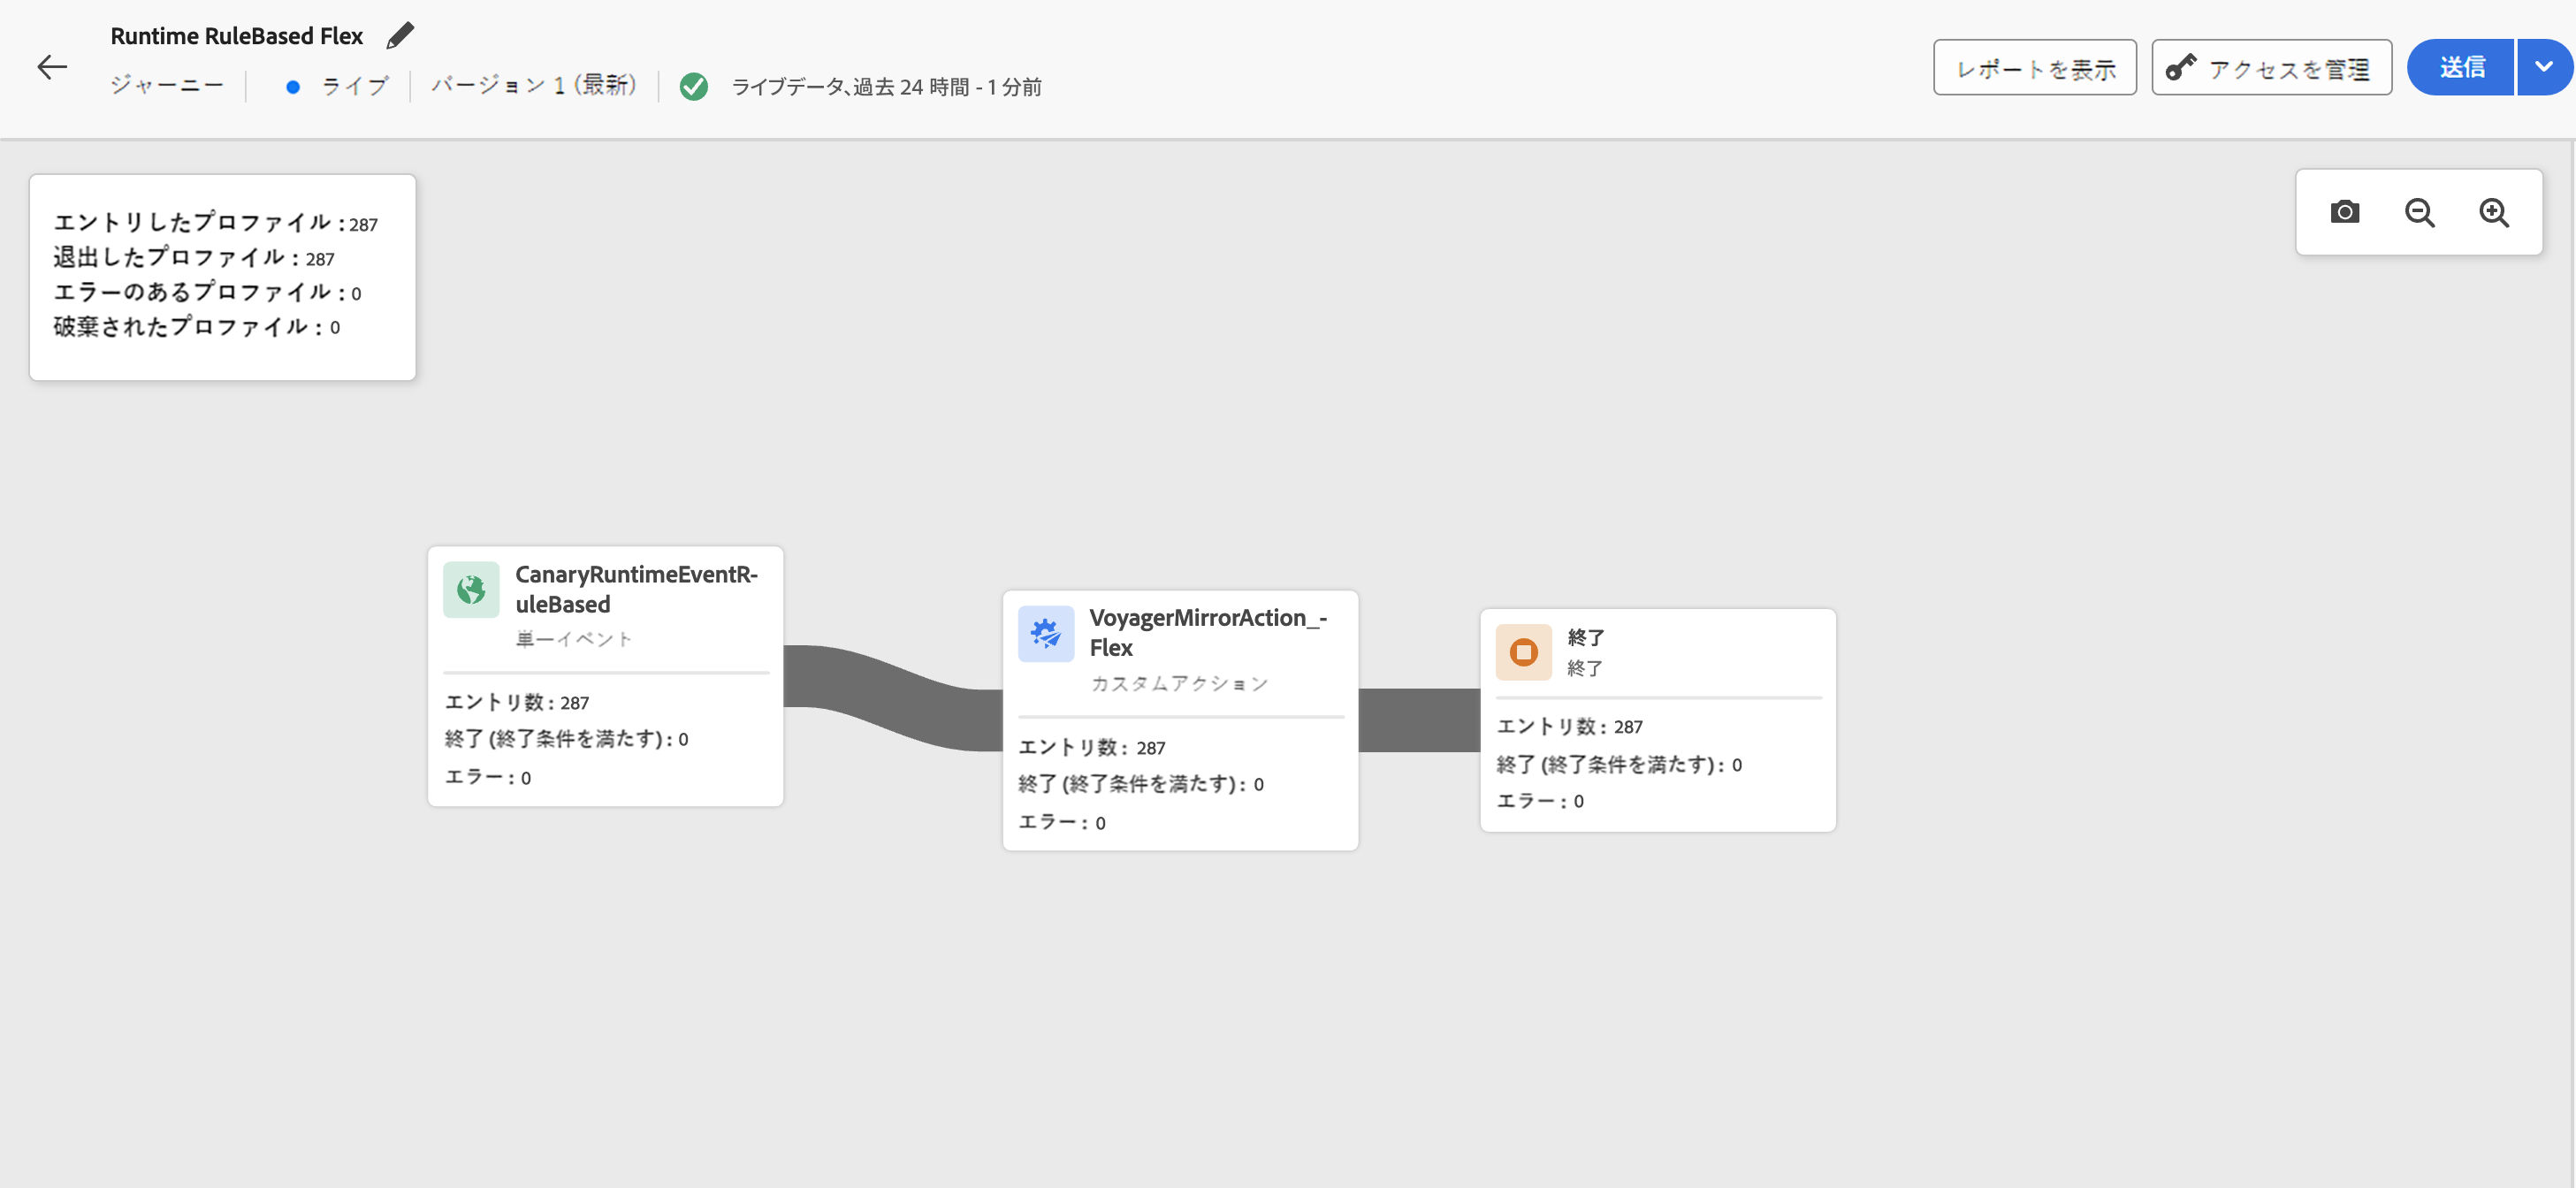 Runtime RuleBased Flex
ジャーニー
ライブ
バージョン 1 (最新)
ライブデータ、過去 24 時間 - 1 分前
レポートを表示
アクセスを管理
送信
エントリしたプロファイル : 287
退出したプロファイル : 287
エラーのあるプロファイル : 0
破棄されたプロファイル : 0
CanaryRuntimeEventR-
uleBased
単一イベント
エントリ数 : 287
終了 (終了条件を満たす) : 0
エラー : 0
VoyagerMirrorAction_-
Flex
カスタムアクション
エントリ数 : 287
終了 (終了条件を満たす) : 0
エラー : 0
終了
終了
エントリ数 : 287
終了 (終了条件を満たす) : 0
エラー : 0